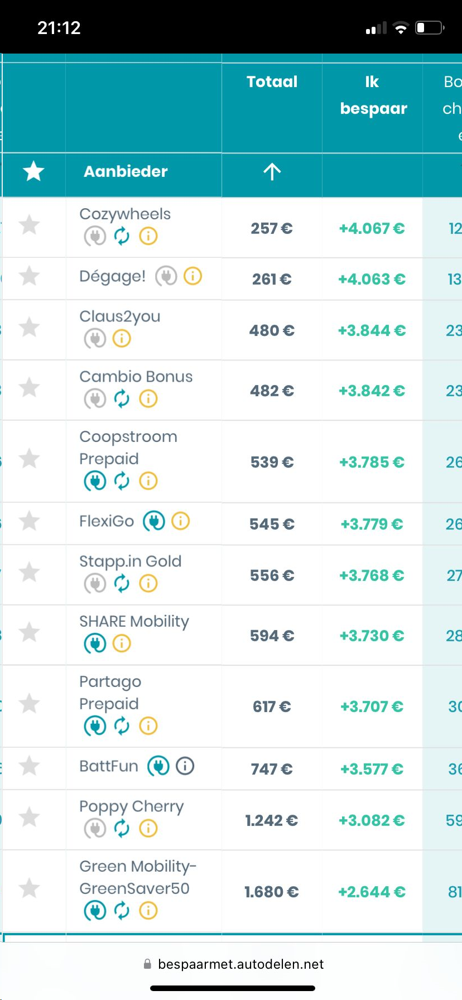 21:12
Totaal
Ik
bespaar
Aanbieder
Cozywheels
257 €
+4.067 €
Dégage!
261 €
+4.063 €
Claus2you
480 €
+3.844 €
Cambio Bonus
482 €
+3.842 €
Coopstroom
Prepaid
539 €
+3.785 €
FlexiGo
545 €
+3.779 €
Stapp.in Gold
556 €
+3.768 €
SHARE Mobility
594 €
+3.730 €
Partago
Prepaid
617 €
+3.707 €
BattFun
747 €
+3.577 €
Poppy Cherry
1.242 €
+3.082 €
Green Mobility-
GreenSaver50
1.680 €
+2.644 €
bespaarmet.autodelen.net